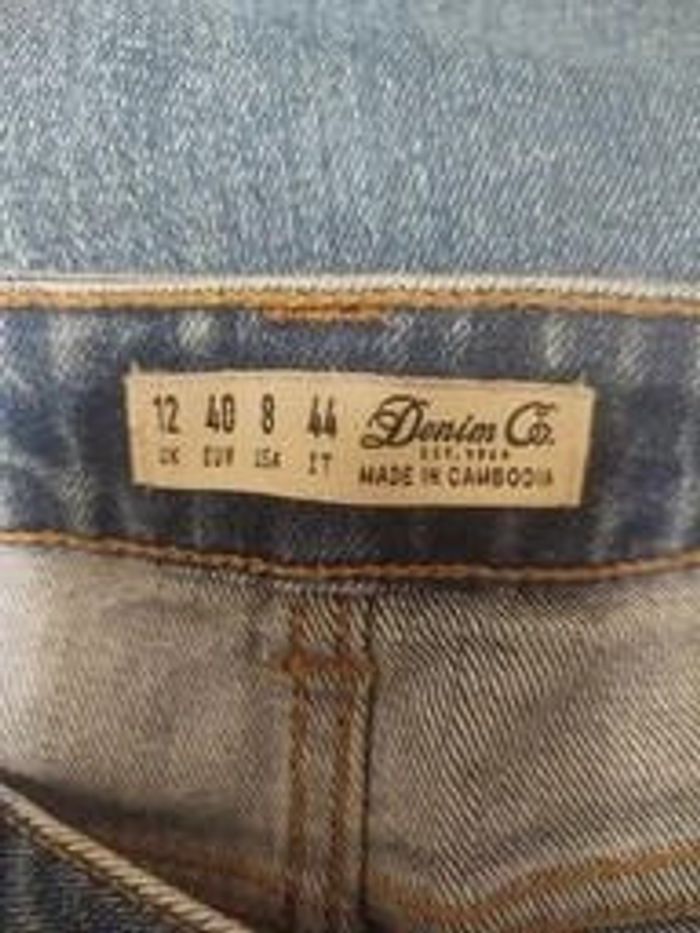 12 40 8 44 Denim Co.
UK EUR USA IT EST. 1969
MADE IN CAMBODIA